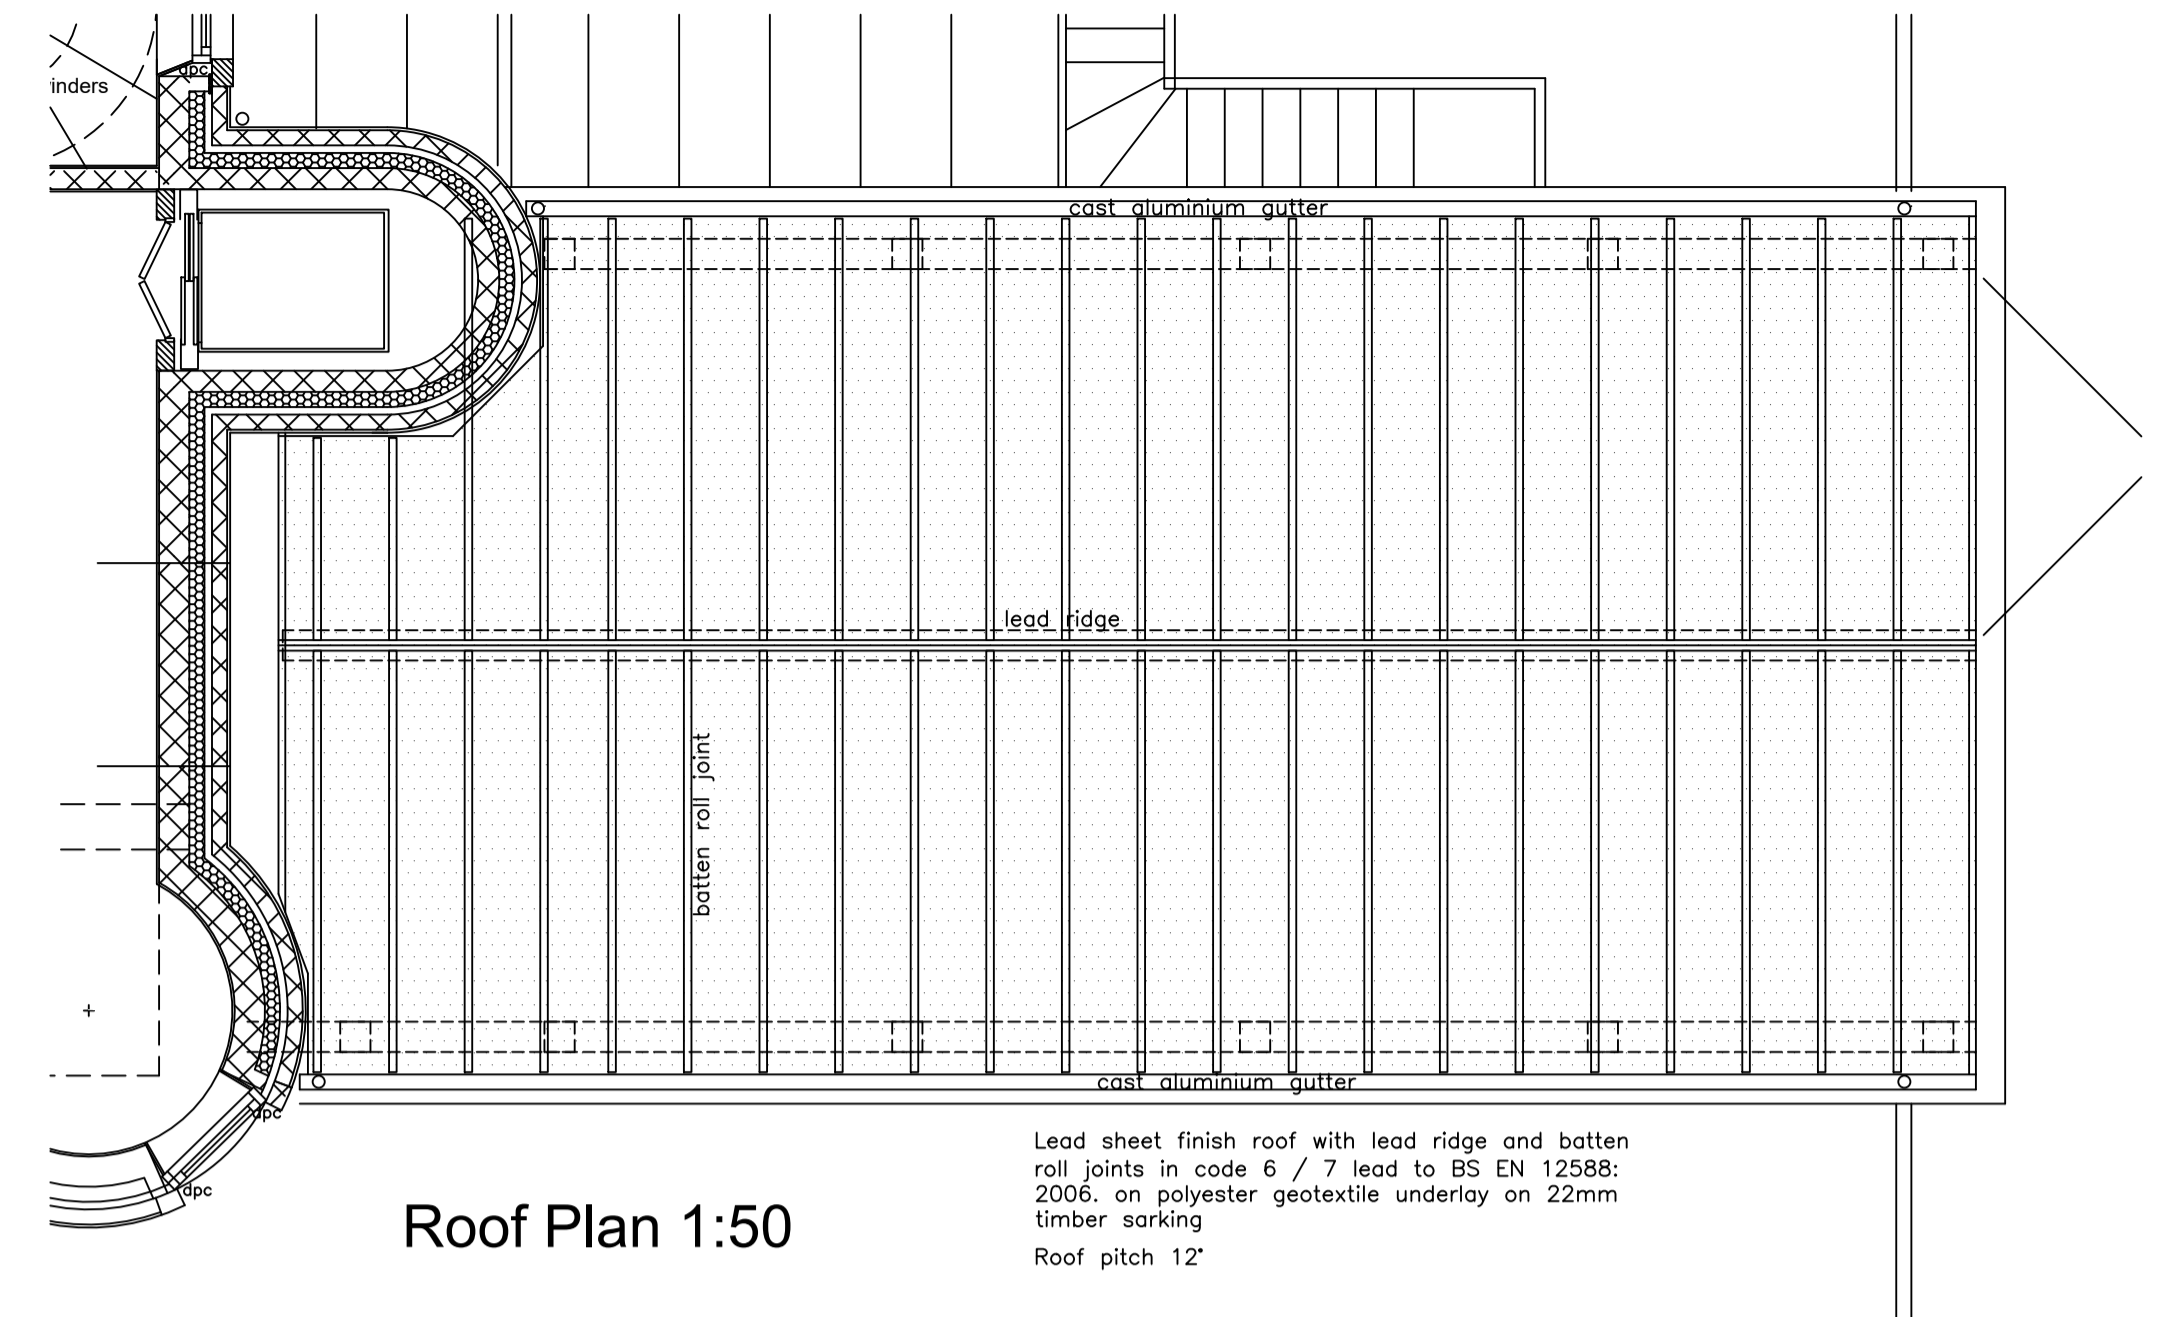 dpc
inders
cast aluminium gutter
lead ridge
batten roll joint
cast aluminium gutter
dpc
dpc
Lead sheet finish roof with lead ridge and batten
roll joints in code 6 / 7 lead to BS EN 12588:
2006. on polyester geotextile underlay on 22mm
timber sarking
Roof pitch 12°
Roof Plan 1:50